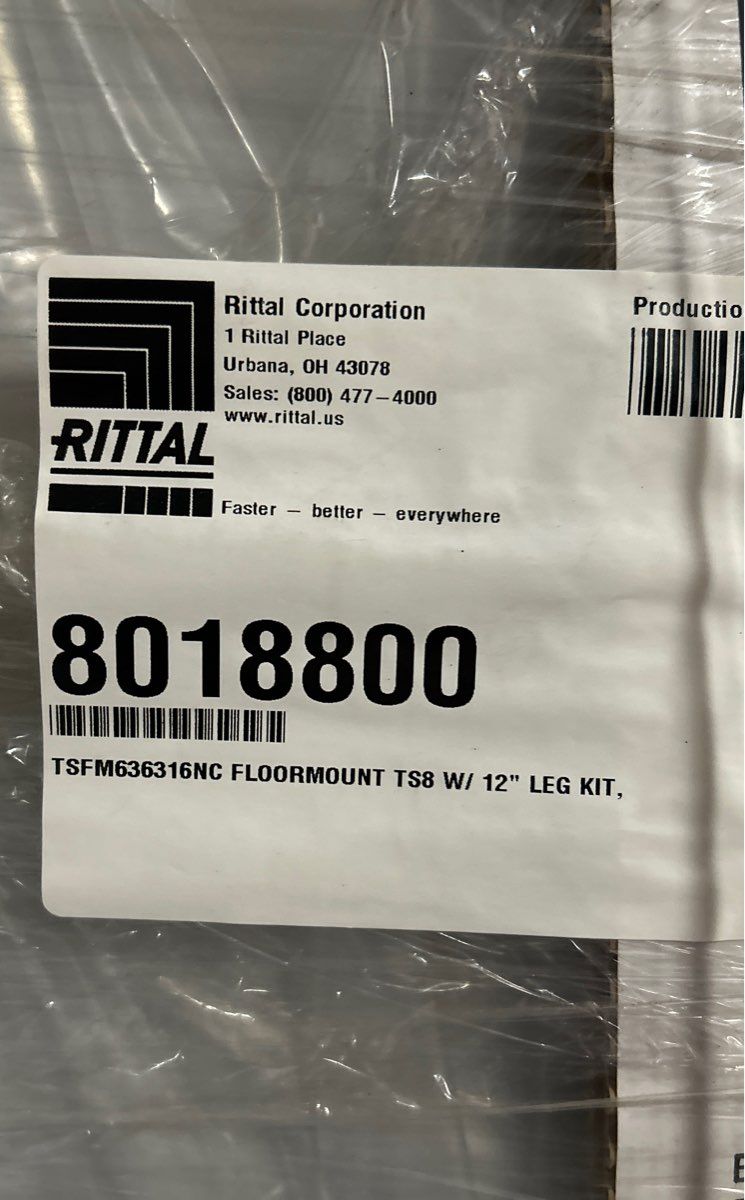 Rittal Corporation
1 Rittal Place
Urbana, OH 43078
Sales: (800) 477-4000
www.rittal.us
RITTAL
Faster - better - everywhere
Productio
8018800
TSFM636316NC FLOORMOUNT TS8 W/ 12" LEG KIT,